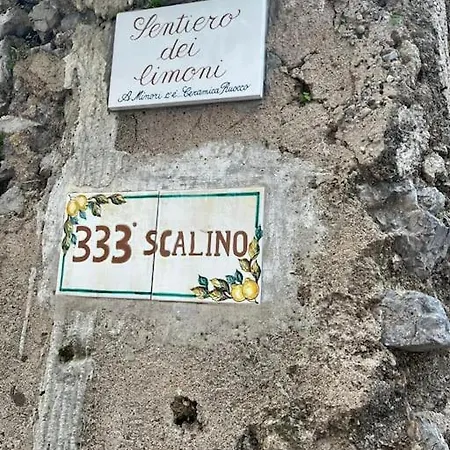 Sentiero
dei
limoni
A Minori c'é.. Ceramica Ruocco
333° SCALINO